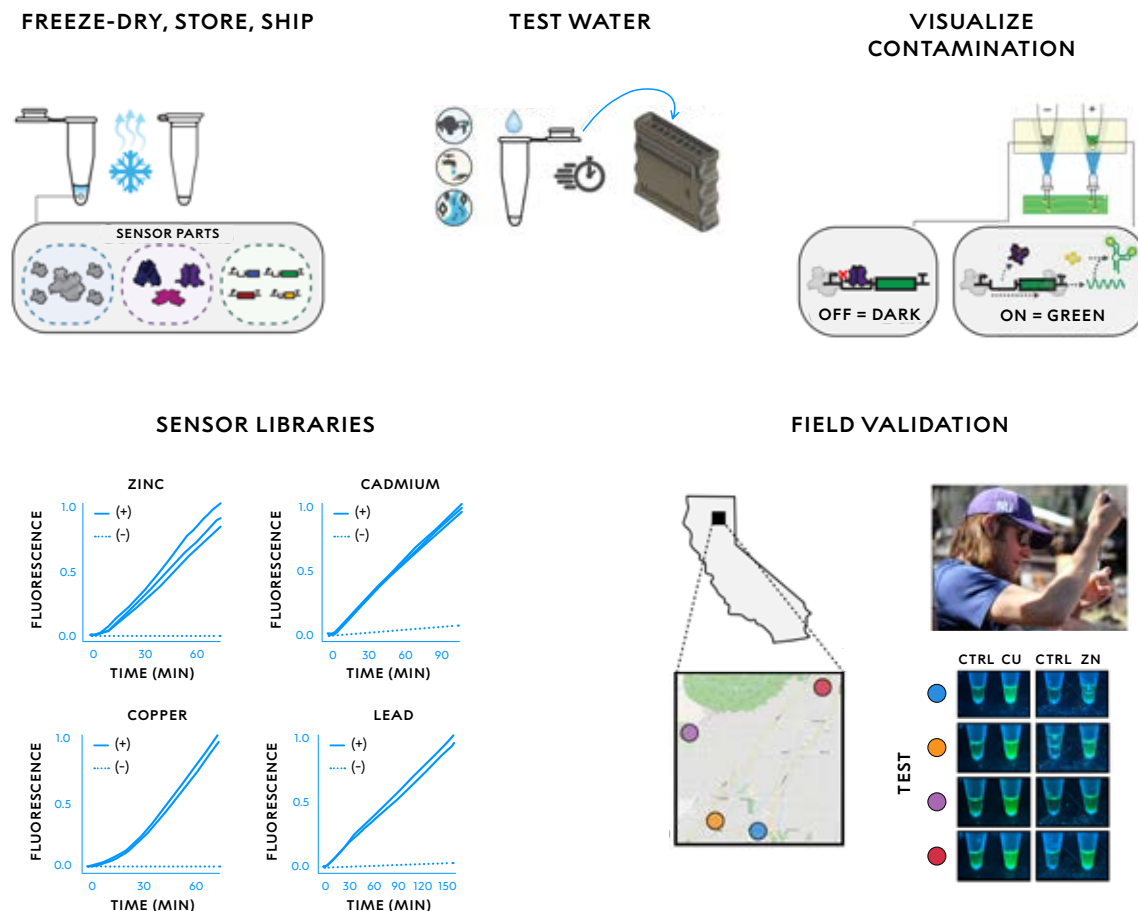 FREEZE-DRY, STORE, SHIP
TEST WATER
VISUALIZE
CONTAMINATION
SENSOR PARTS
−
+
OFF = DARK
ON = GREEN
SENSOR LIBRARIES
FIELD VALIDATION
ZINC
FLUORESCENCE
1.0
0.5
0.0
(+)
(-)
0 30 60
TIME (MIN)
CADMIUM
FLUORESCENCE
1.0
0.5
0.0
(+)
(-)
0 30 60 90
TIME (MIN)
COPPER
FLUORESCENCE
1.0
0.5
0.0
(+)
(-)
0 30 60
TIME (MIN)
LEAD
FLUORESCENCE
1.0
0.5
0.0
(+)
(-)
0 30 60 90 120 150
TIME (MIN)
NU
CTRL CU CTRL ZN
TEST